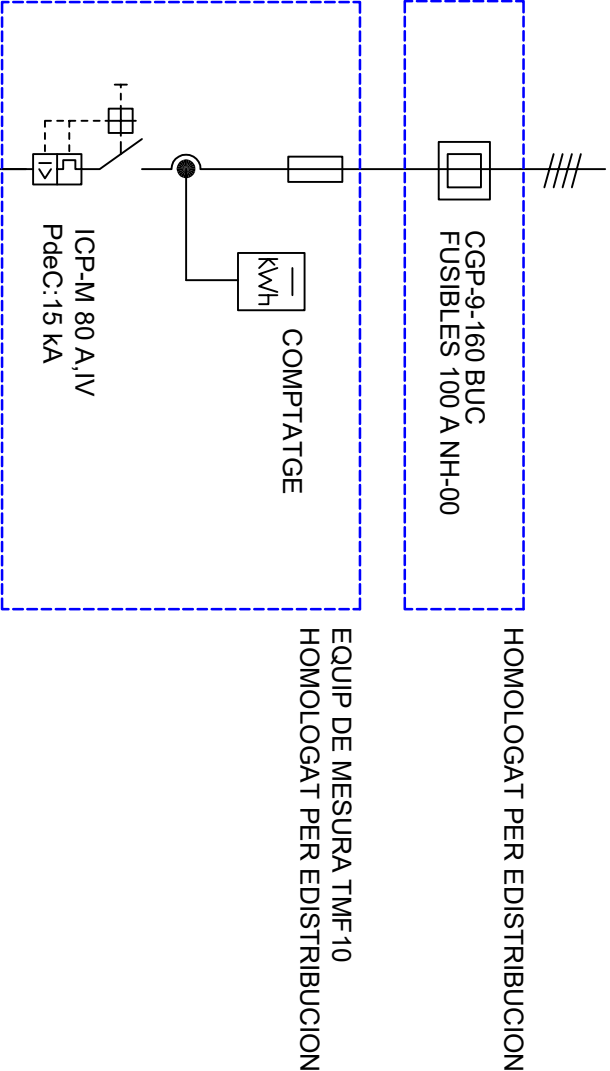 CGP-9-160 BUC
FUSIBLES 100 A NH-00
HOMOLOGAT PER EDISTRIBUCION
kWh
COMPTATGE
EQUIP DE MESURA TMF10
HOMOLOGAT PER EDISTRIBUCION
I>
ICP-M 80 A,IV
PdeC:15 kA